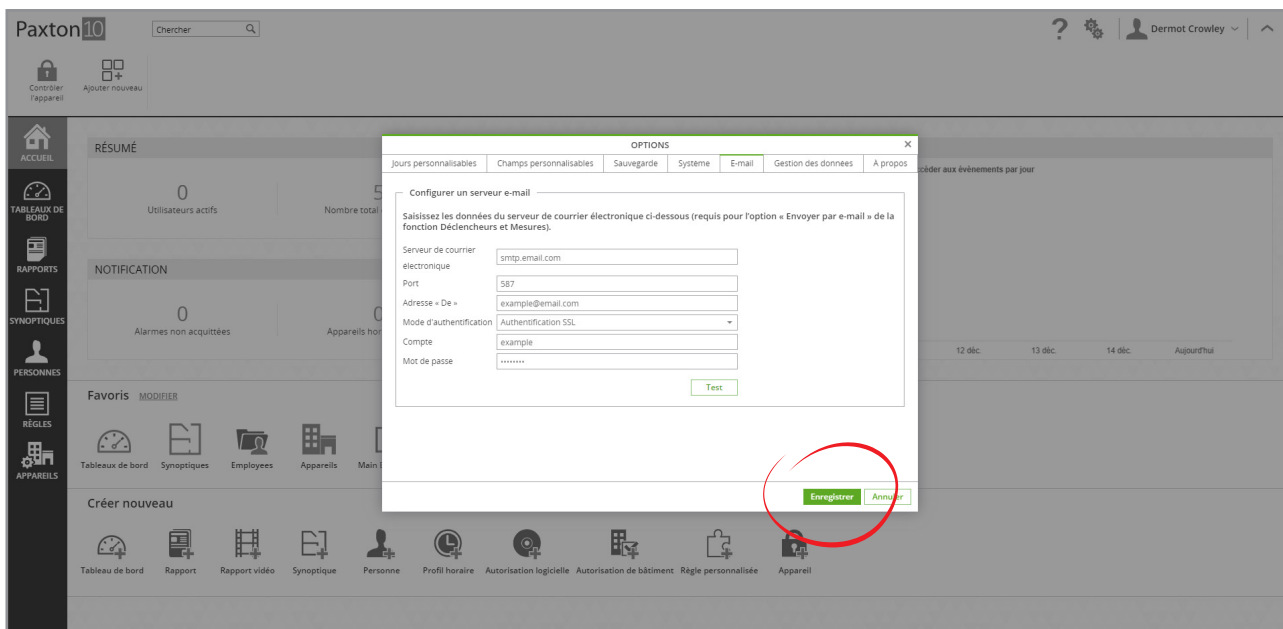 Paxton10
Chercher
Dermot Crowley
Contrôler
l'appareil
Ajouter nouveau
ACCUEIL
TABLEAUX DE
BORD
RAPPORTS
SYNOPTIQUES
PERSONNES
RÈGLES
APPAREILS
RÉSUMÉ
0
Utilisateurs actifs
5
Nombre total
NOTIFICATION
0
Alarmes non acquittées
0
Appareils hor
céder aux évènements par jour
12 déc.
13 déc.
14 déc.
Aujourd'hui
OPTIONS
Jours personnalisables
Champs personnalisables
Sauvegarde
Systeme
E-mail
Gestion des donnees
A propos
Configurer un serveur e-mail
Saisissez les données du serveur de courrier électronique ci-dessous (requis pour l'option « Envoyer par e-mail » de la
fonction Déclencheurs et Mesures).
Serveur de courrier
électronique
smtp.email.com
Port
587
Adresse « De »
example@email.com
Mode d'authentification
Authentification SSL
Compte
example
Mot de passe
••••••••
Test
Enregistrer
Annuler
Favoris
MODIFIER
Tableaux de bord
Synoptiques
Employees
Appareils
Main
Créer nouveau
Tableau de bord
Rapport
Rapport vidéo
Synoptique
Personne
Profil horaire
Autorisation logicielle
Autorisation de bâtiment
Règle personnalisée
Appareil